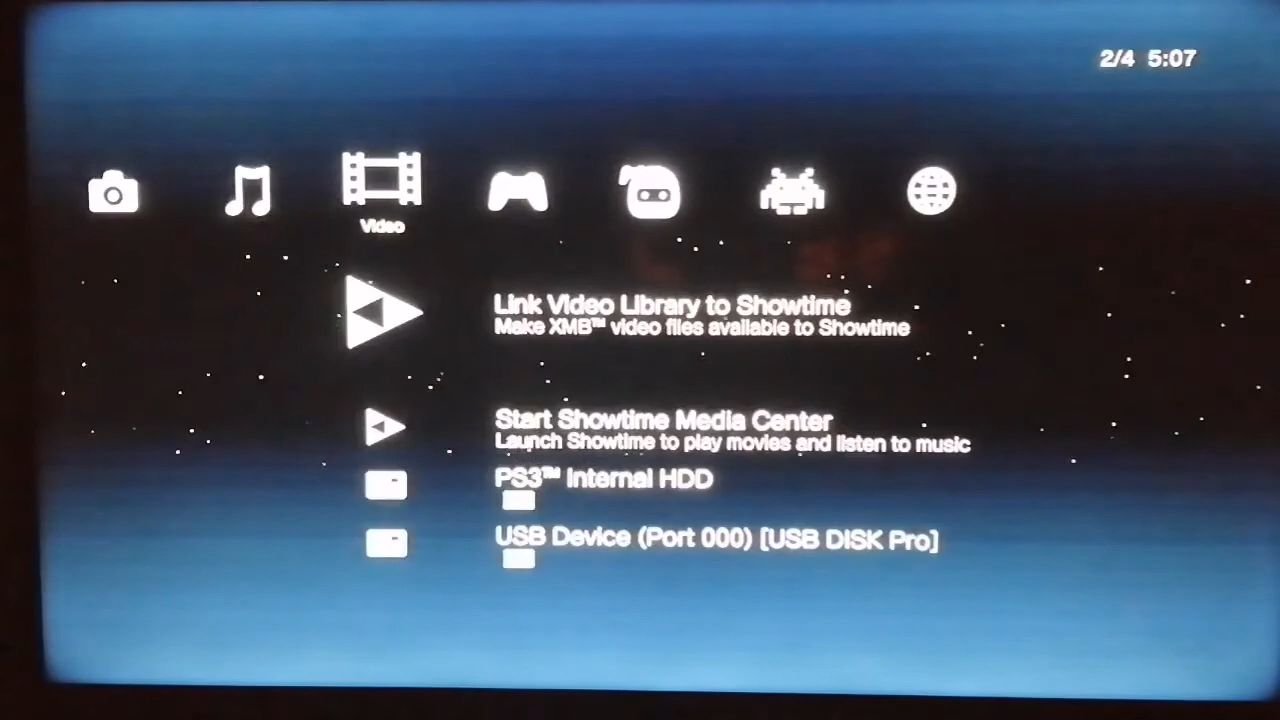 2/4 5:07
Video
Link Video Library to Showtime
Make XMB™ video files available to Showtime
Start Showtime Media Center
Launch Showtime to play movies and listen to music
PS3™ Internal HDD
USB Device (Port 000) [USB DISK Pro]